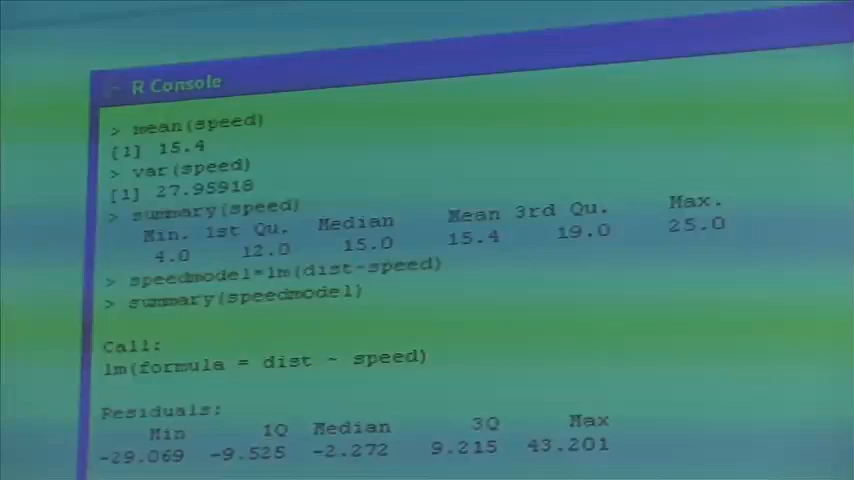 R Console
> mean(speed)
[1] 15.4
> var(speed)
[1] 27.95918
> summary(speed)
Min. 1st Qu. Median Mean 3rd Qu. Max.
4.0 12.0 15.0 15.4 19.0 25.0
> speedmodel=lm(dist~speed)
> summary(speedmodel)
Call:
lm(formula = dist ~ speed)
Residuals:
Min 1Q Median 3Q Max
-29.069 -9.525 -2.272 9.215 43.201